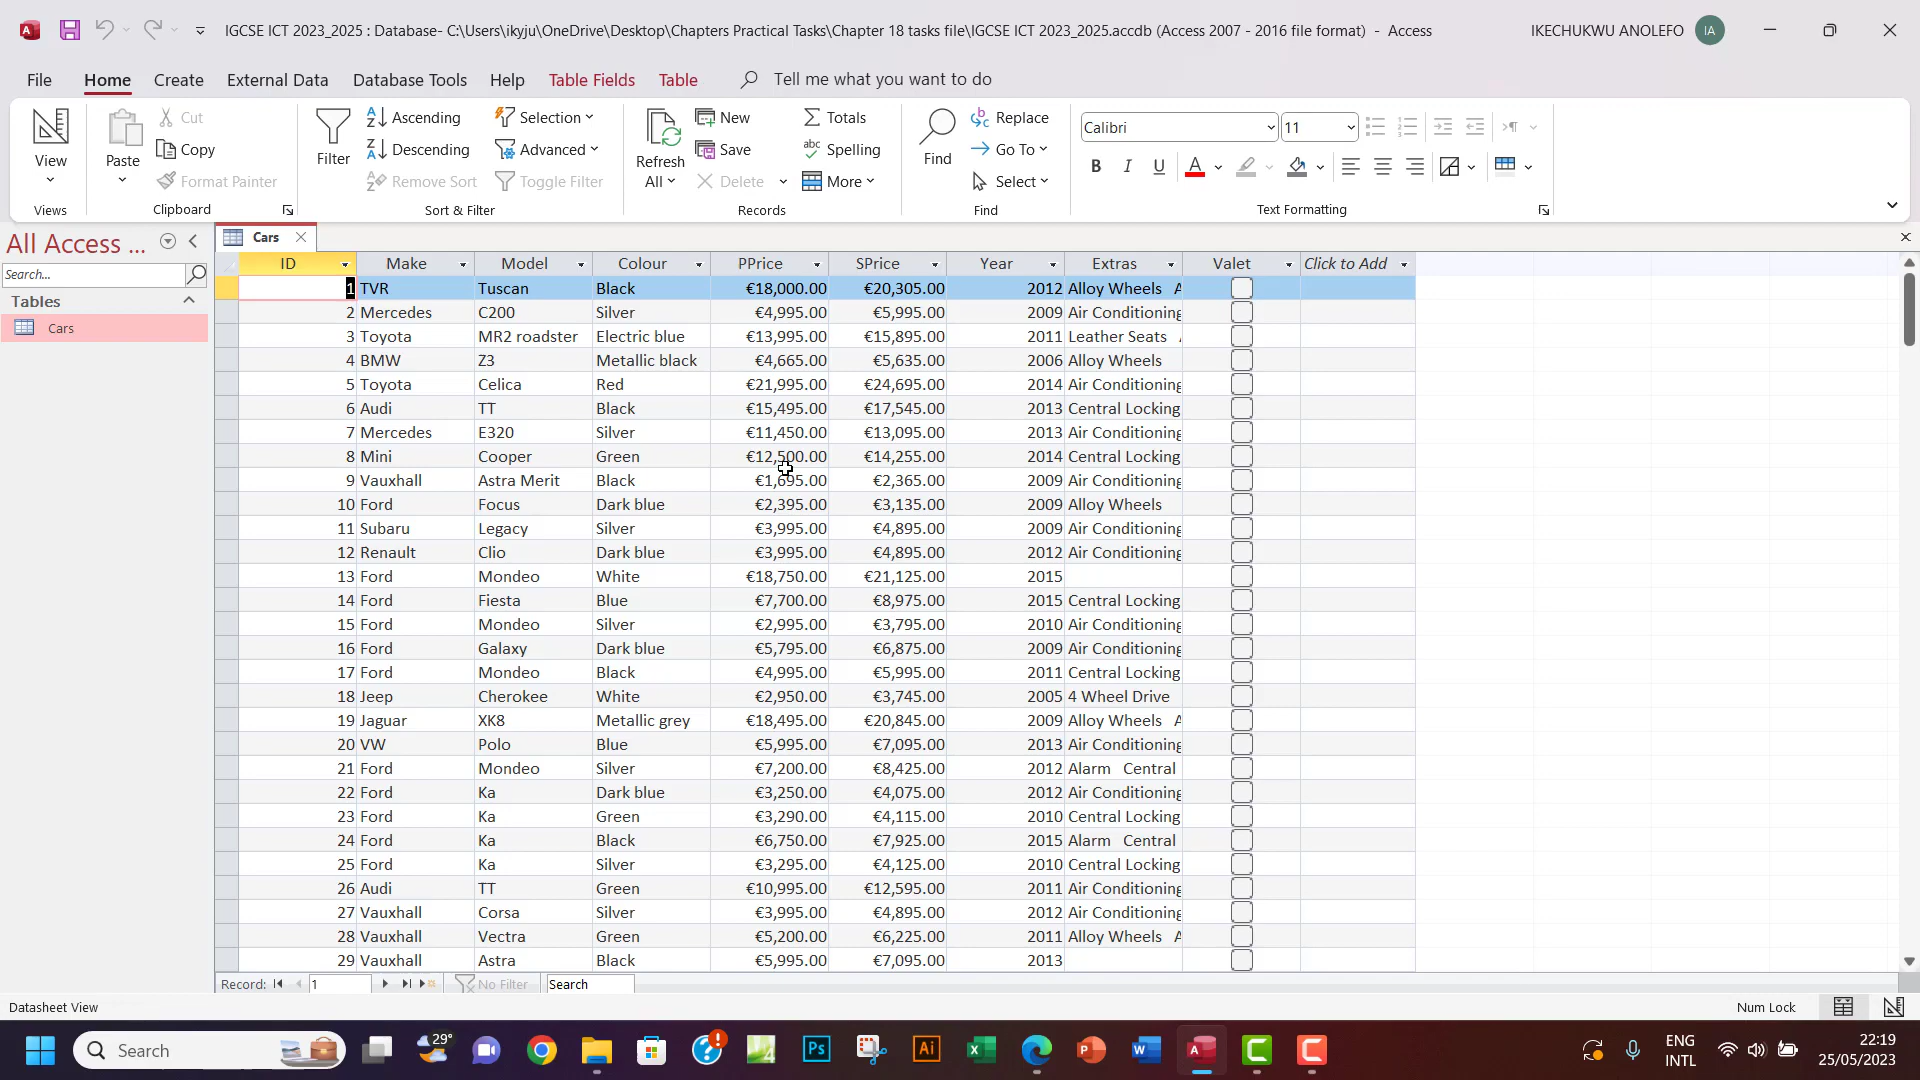 IGCSE ICT 2023_2025 : Database- C:\Users\ikyju\OneDrive\Desktop\Chapters Practical Tasks\Chapter 18 tasks file\IGCSE ICT 2023_2025.accdb (Access 2007 - 2016 file format) - Access IKECHUKWU ANOLEFO IA
File Home Create External Data Database Tools Help Table Fields Table Tell me what you want to do
View Paste Cut Copy Format Painter Filter Ascending Descending Remove Sort Selection Advanced Toggle Filter Refresh All New Save Delete Totals Spelling More Find Replace Go To Select Calibri 11 B I U A
Views Clipboard Sort & Filter Records Find Text Formatting
All Access ... Cars
Search...
Tables
Cars
ID Make Model Colour PPrice SPrice Year Extras Valet Click to Add
1 TVR Tuscan Black €18,000.00 €20,305.00 2012 Alloy Wheels A
2 Mercedes C200 Silver €4,995.00 €5,995.00 2009 Air Conditioning
3 Toyota MR2 roadster Electric blue €13,995.00 €15,895.00 2011 Leather Seats
4 BMW Z3 Metallic black €4,665.00 €5,635.00 2006 Alloy Wheels
5 Toyota Celica Red €21,995.00 €24,695.00 2014 Air Conditioning
6 Audi TT Black €15,495.00 €17,545.00 2013 Central Locking
7 Mercedes E320 Silver €11,450.00 €13,095.00 2013 Air Conditioning
8 Mini Cooper Green €12,500.00 €14,255.00 2014 Central Locking
9 Vauxhall Astra Merit Black €1,695.00 €2,365.00 2009 Air Conditioning
10 Ford Focus Dark blue €2,395.00 €3,135.00 2009 Alloy Wheels
11 Subaru Legacy Silver €3,995.00 €4,895.00 2009 Air Conditioning
12 Renault Clio Dark blue €3,995.00 €4,895.00 2012 Air Conditioning
13 Ford Mondeo White €18,750.00 €21,125.00 2015
14 Ford Fiesta Blue €7,700.00 €8,975.00 2015 Central Locking
15 Ford Mondeo Silver €2,995.00 €3,795.00 2010 Air Conditioning
16 Ford Galaxy Dark blue €5,795.00 €6,875.00 2009 Air Conditioning
17 Ford Mondeo Black €4,995.00 €5,995.00 2011 Central Locking
18 Jeep Cherokee White €2,950.00 €3,745.00 2005 4 Wheel Drive
19 Jaguar XK8 Metallic grey €18,495.00 €20,845.00 2009 Alloy Wheels A
20 VW Polo Blue €5,995.00 €7,095.00 2013 Air Conditioning
21 Ford Mondeo Silver €7,200.00 €8,425.00 2012 Alarm Central
22 Ford Ka Dark blue €3,250.00 €4,075.00 2012 Air Conditioning
23 Ford Ka Green €3,290.00 €4,115.00 2010 Central Locking
24 Ford Ka Black €6,750.00 €7,925.00 2015 Alarm Central
25 Ford Ka Silver €3,295.00 €4,125.00 2010 Central Locking
26 Audi TT Green €10,995.00 €12,595.00 2011 Air Conditioning
27 Vauxhall Corsa Silver €3,995.00 €4,895.00 2012 Air Conditioning
28 Vauxhall Vectra Green €5,200.00 €6,225.00 2011 Alloy Wheels A
29 Vauxhall Astra Black €5,995.00 €7,095.00 2013
Record: 1 No Filter Search
Datasheet View Num Lock
Search 29° Ps Ai ENG INTL 22:19 25/05/2023